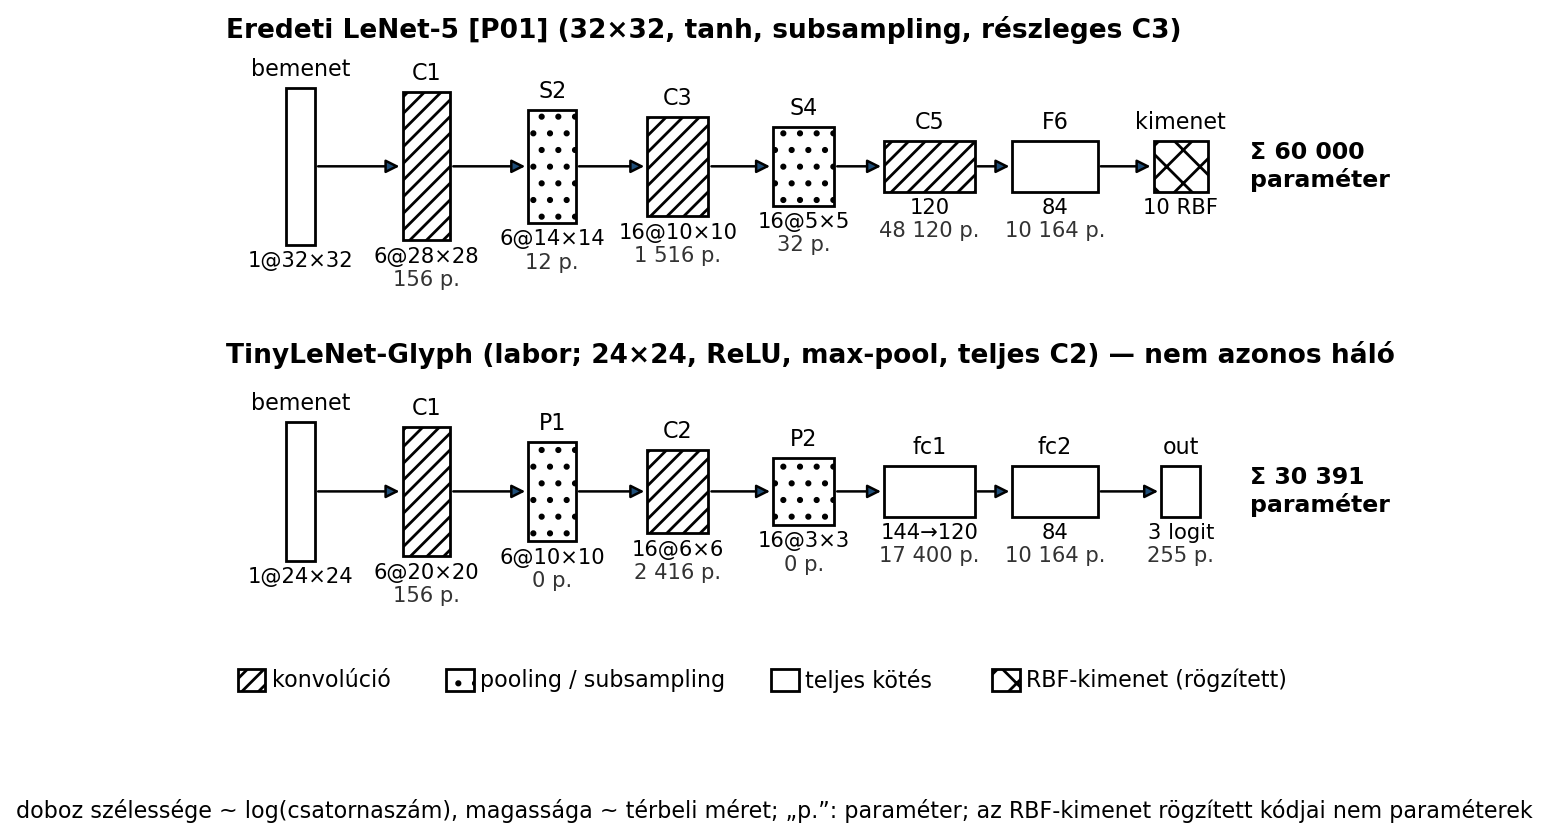 Eredeti LeNet-5 [P01] (32×32, tanh, subsampling, részleges C3)
bemenet
C1
S2
C3
S4
C5
F6
kimenet
1@32×32
6@28×28
156 p.
6@14×14
12 p.
16@10×10
1 516 p.
16@5×5
32 p.
120
48 120 p.
84
10 164 p.
10 RBF
Σ 60 000
paraméter
TinyLeNet-Glyph (labor; 24×24, ReLU, max-pool, teljes C2) — nem azonos háló
bemenet
C1
P1
C2
P2
fc1
fc2
out
1@24×24
6@20×20
156 p.
6@10×10
0 p.
16@6×6
2 416 p.
16@3×3
0 p.
144→120
17 400 p.
84
10 164 p.
3 logit
255 p.
Σ 30 391
paraméter
konvolúció
pooling / subsampling
teljes kötés
RBF-kimenet (rögzített)
doboz szélessége ~ log(csatornaszám), magassága ~ térbeli méret; „p.”: paraméter; az RBF-kimenet rögzített kódjai nem paraméterek